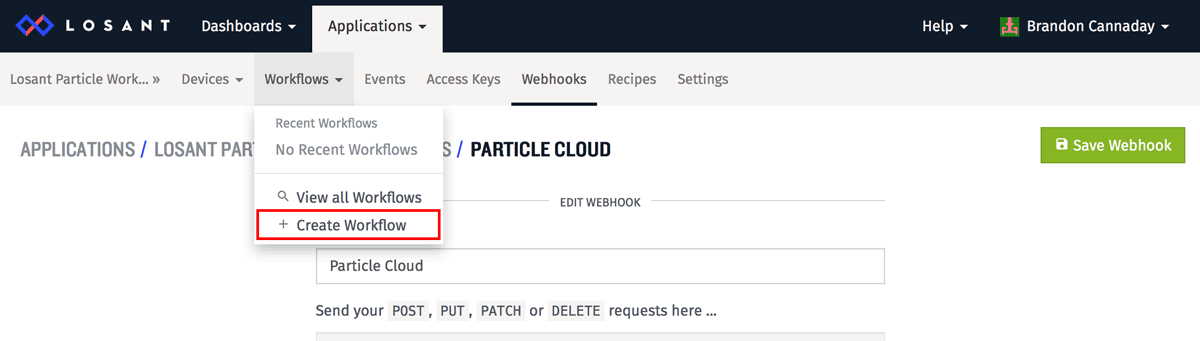 LOSANT Dashboards Applications Help Brandon Cannaday
Losant Particle Work... » Devices Workflows Events Access Keys Webhooks Recipes Settings
Recent Workflows
No Recent Workflows
View all Workflows
+ Create Workflow
APPLICATIONS / LOSANT PART S / PARTICLE CLOUD
Save Webhook
EDIT WEBHOOK
Particle Cloud
Send your POST, PUT, PATCH or DELETE requests here ...